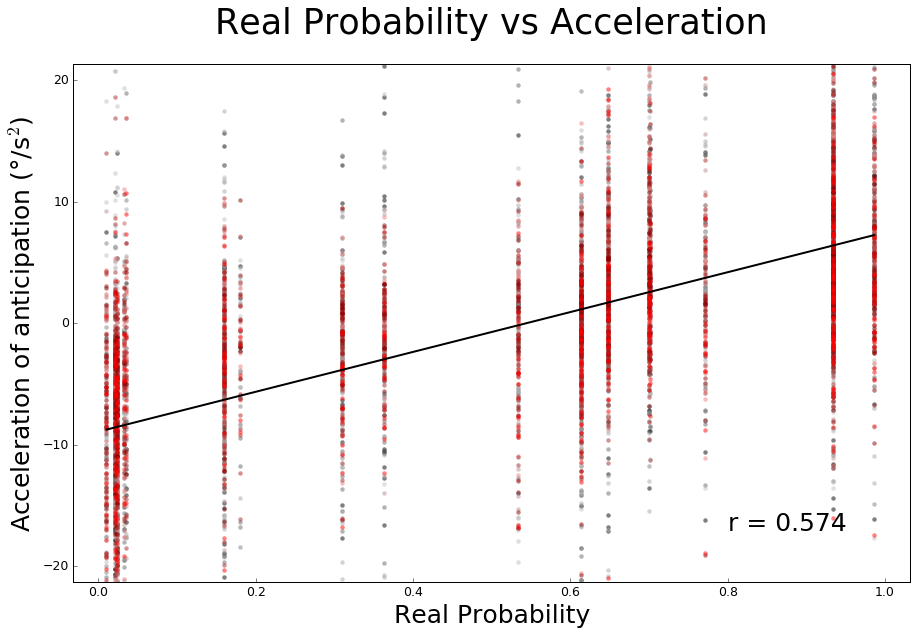 Real Probability vs Acceleration
Acceleration of anticipation (°/s²)
20
10
0
−10
−20
r = 0.574
0.0 0.2 0.4 0.6 0.8 1.0
Real Probability